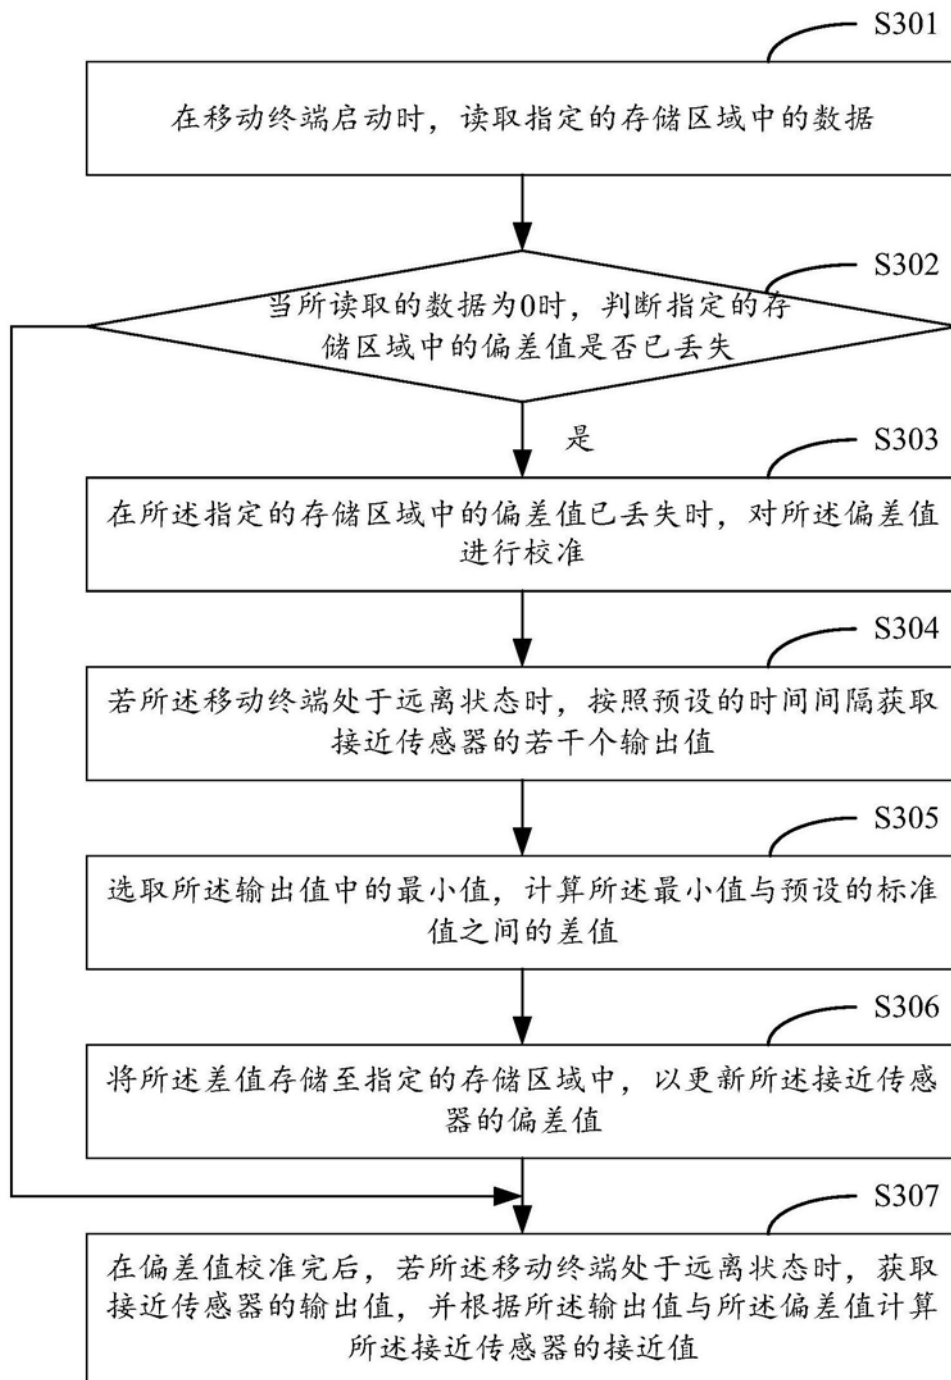 S301
在移动终端启动时，读取指定的存储区域中的数据
S302
当所读取的数据为0时，判断指定的存
储区域中的偏差值是否已丢失
是
S303
在所述指定的存储区域中的偏差值已丢失时，对所述偏差值
进行校准
S304
若所述移动终端处于远离状态时，按照预设的时间间隔获取
接近传感器的若干个输出值
S305
选取所述输出值中的最小值，计算所述最小值与预设的标准
值之间的差值
S306
将所述差值存储至指定的存储区域中，以更新所述接近传感
器的偏差值
S307
在偏差值校准完后，若所述移动终端处于远离状态时，获取
接近传感器的输出值，并根据所述输出值与所述偏差值计算
所述接近传感器的接近值